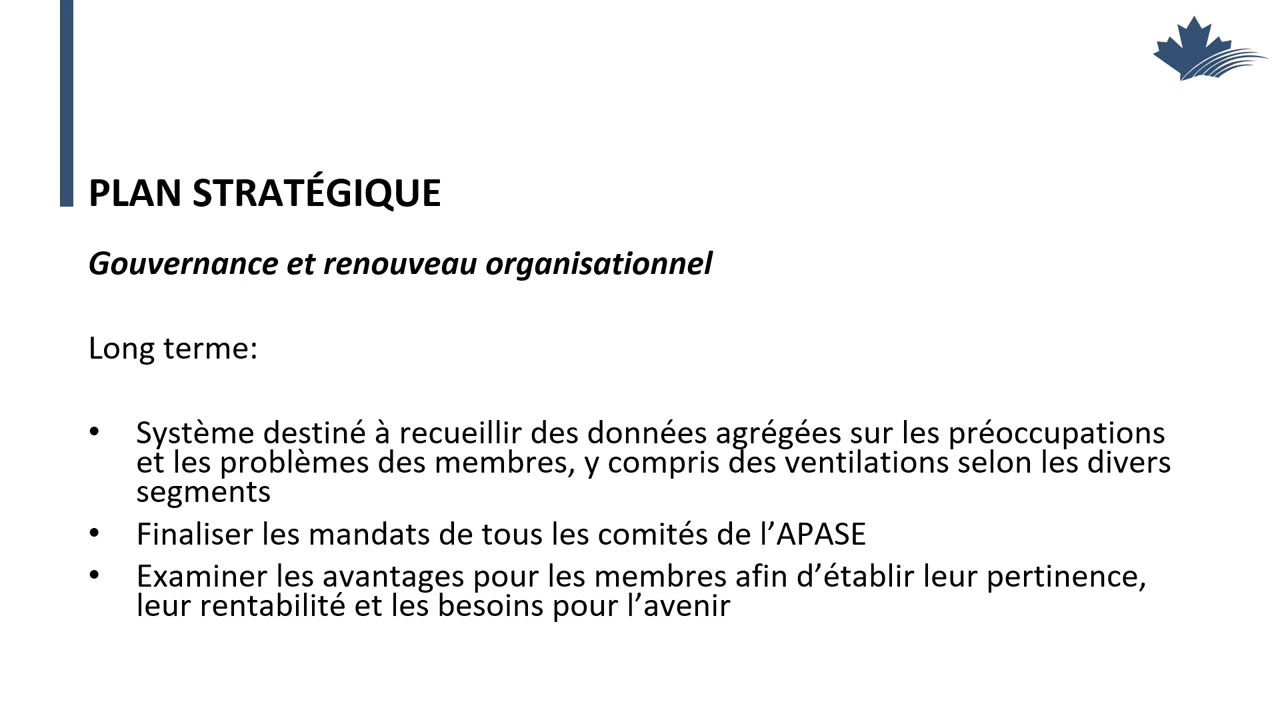 PLAN STRATÉGIQUE
Gouvernance et renouveau organisationnel
Long terme:
• Système destiné à recueillir des données agrégées sur les préoccupations
et les problèmes des membres, y compris des ventilations selon les divers
segments
• Finaliser les mandats de tous les comités de l’APASE
• Examiner les avantages pour les membres afin d’établir leur pertinence,
leur rentabilité et les besoins pour l’avenir